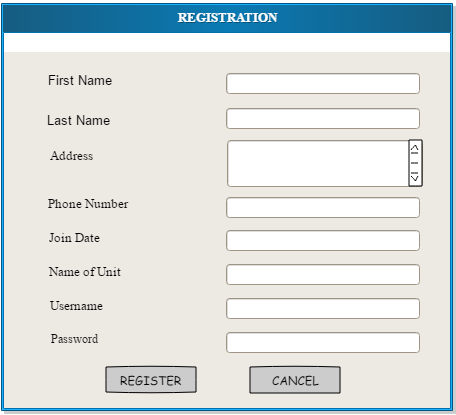 REGISTRATION
First Name
Last Name
Address
Phone Number
Join Date
Name of Unit
Username
Password
REGISTER CANCEL